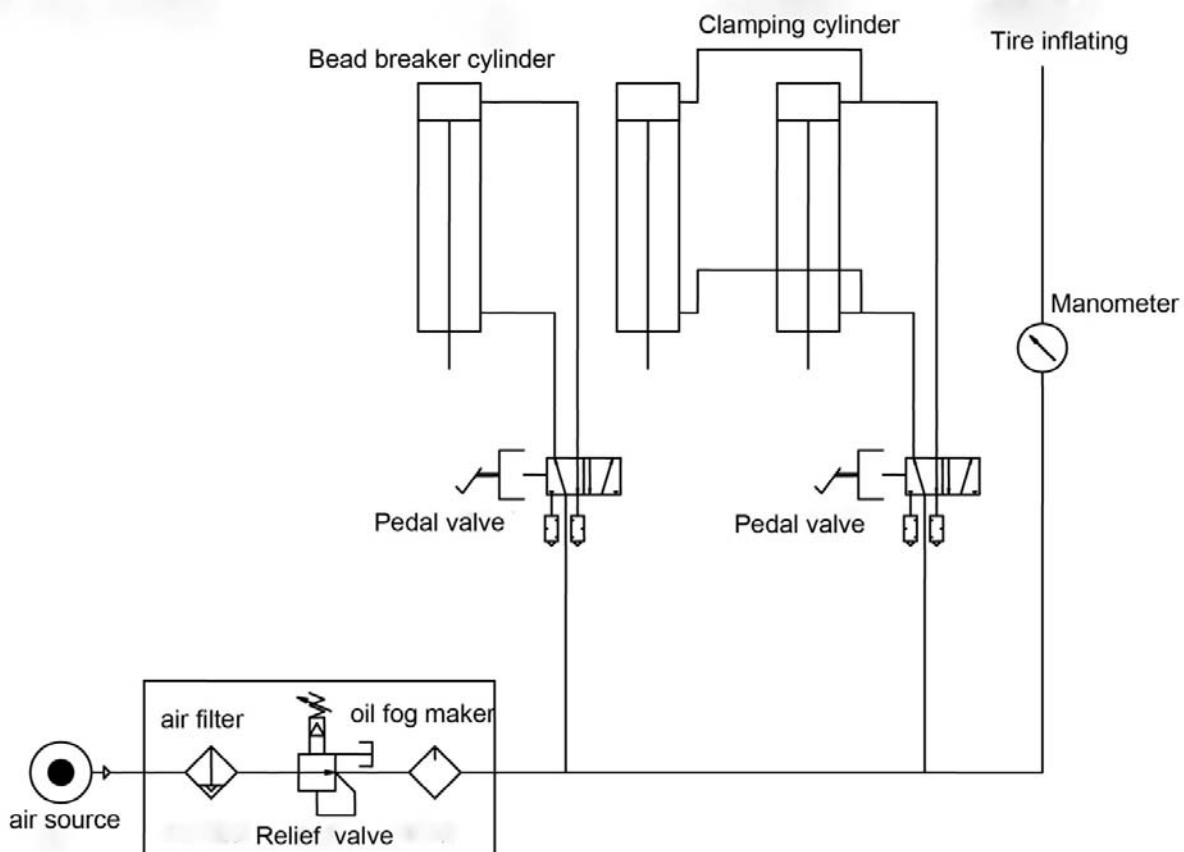 Clamping cylinder
Tire inflating
Bead breaker cylinder
Manometer
Pedal valve
Pedal valve
air filter
oil fog maker
air source
Relief valve